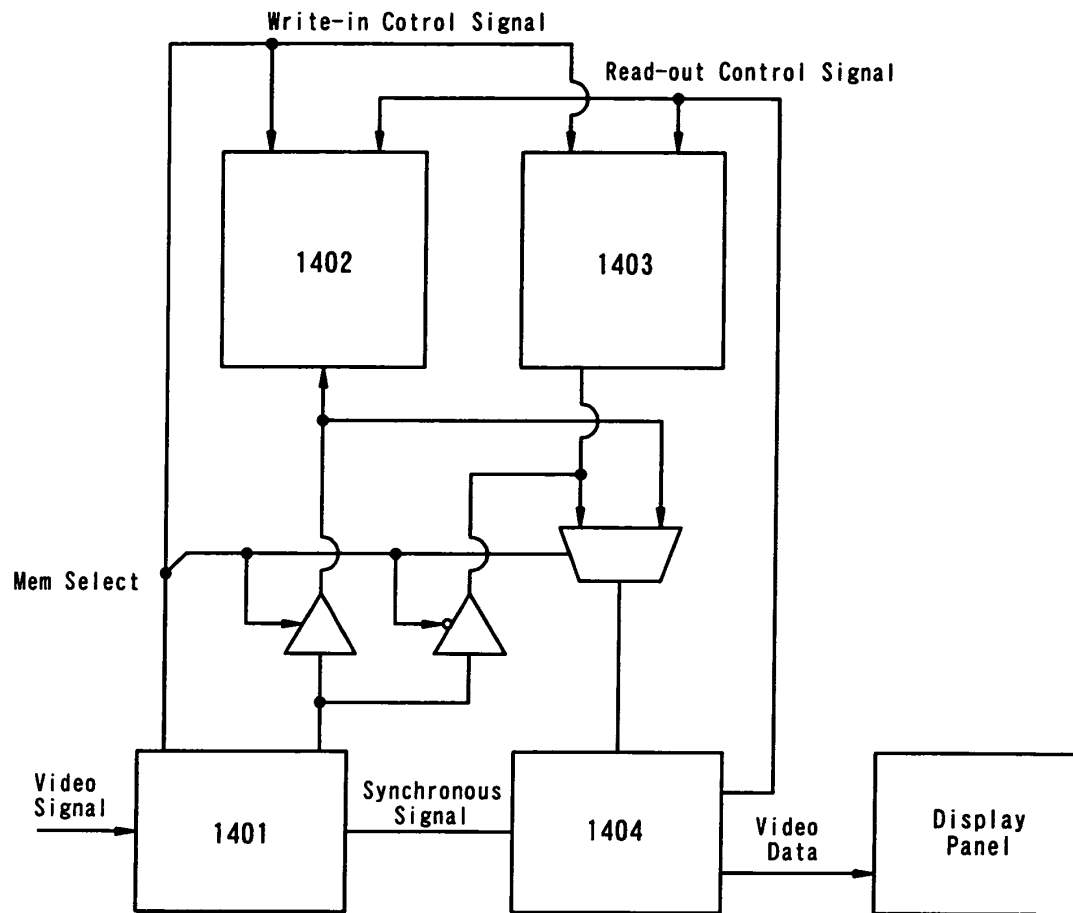 Write-in Cotrol Signal
Read-out Control Signal
1402
1403
Mem Select
Video
Signal
1401
Synchronous
Signal
1404
Video
Data
Display
Panel